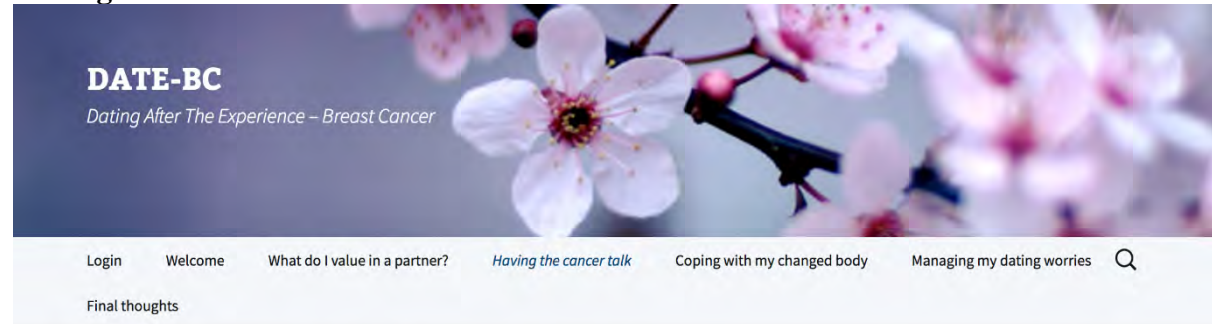 DATE-BC
Dating After The Experience – Breast Cancer
Login Welcome What do I value in a partner? Having the cancer talk Coping with my changed body Managing my dating worries
Final thoughts